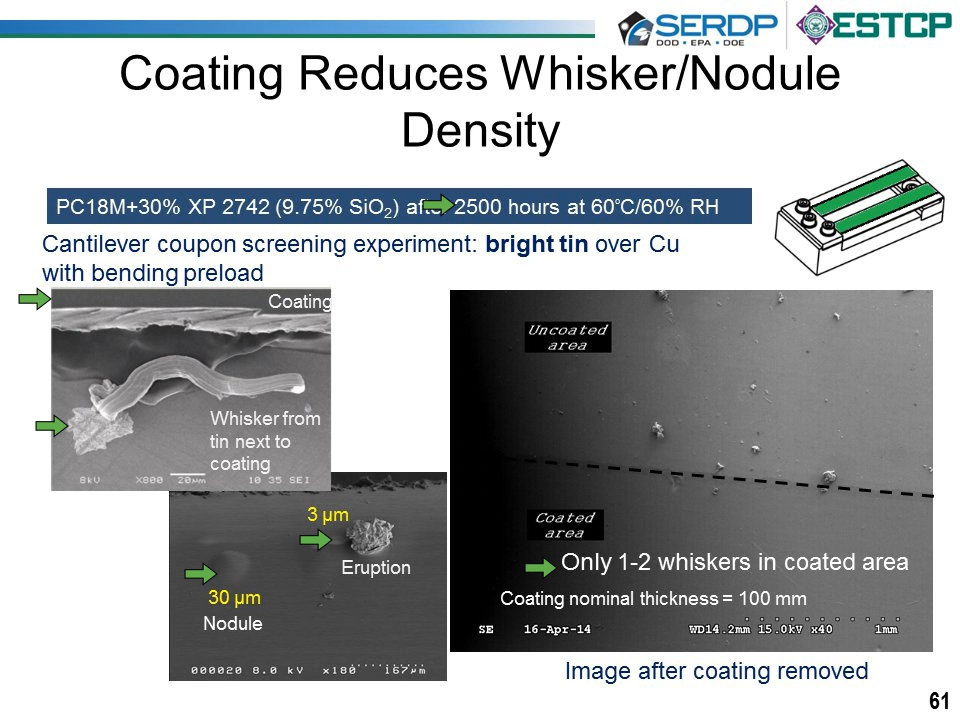 SERDP
DOD • EPA • DOE
ESTCP
Coating Reduces Whisker/Nodule
Density
PC18M+30% XP 2742 (9.75% SiO2) after 2500 hours at 60°C/60% RH
Cantilever coupon screening experiment: bright tin over Cu
with bending preload
Coating
Whisker from
tin next to
coating
8kV X800 20µm 10 35 SEI
3 µm
Eruption
30 µm
Nodule
000020 8.0 kV x180 167µm
Uncoated
area
Coated
area
Only 1-2 whiskers in coated area
Coating nominal thickness = 100 mm
SE 16-Apr-14 WD14.2mm 15.0kV x40 1mm
Image after coating removed
61